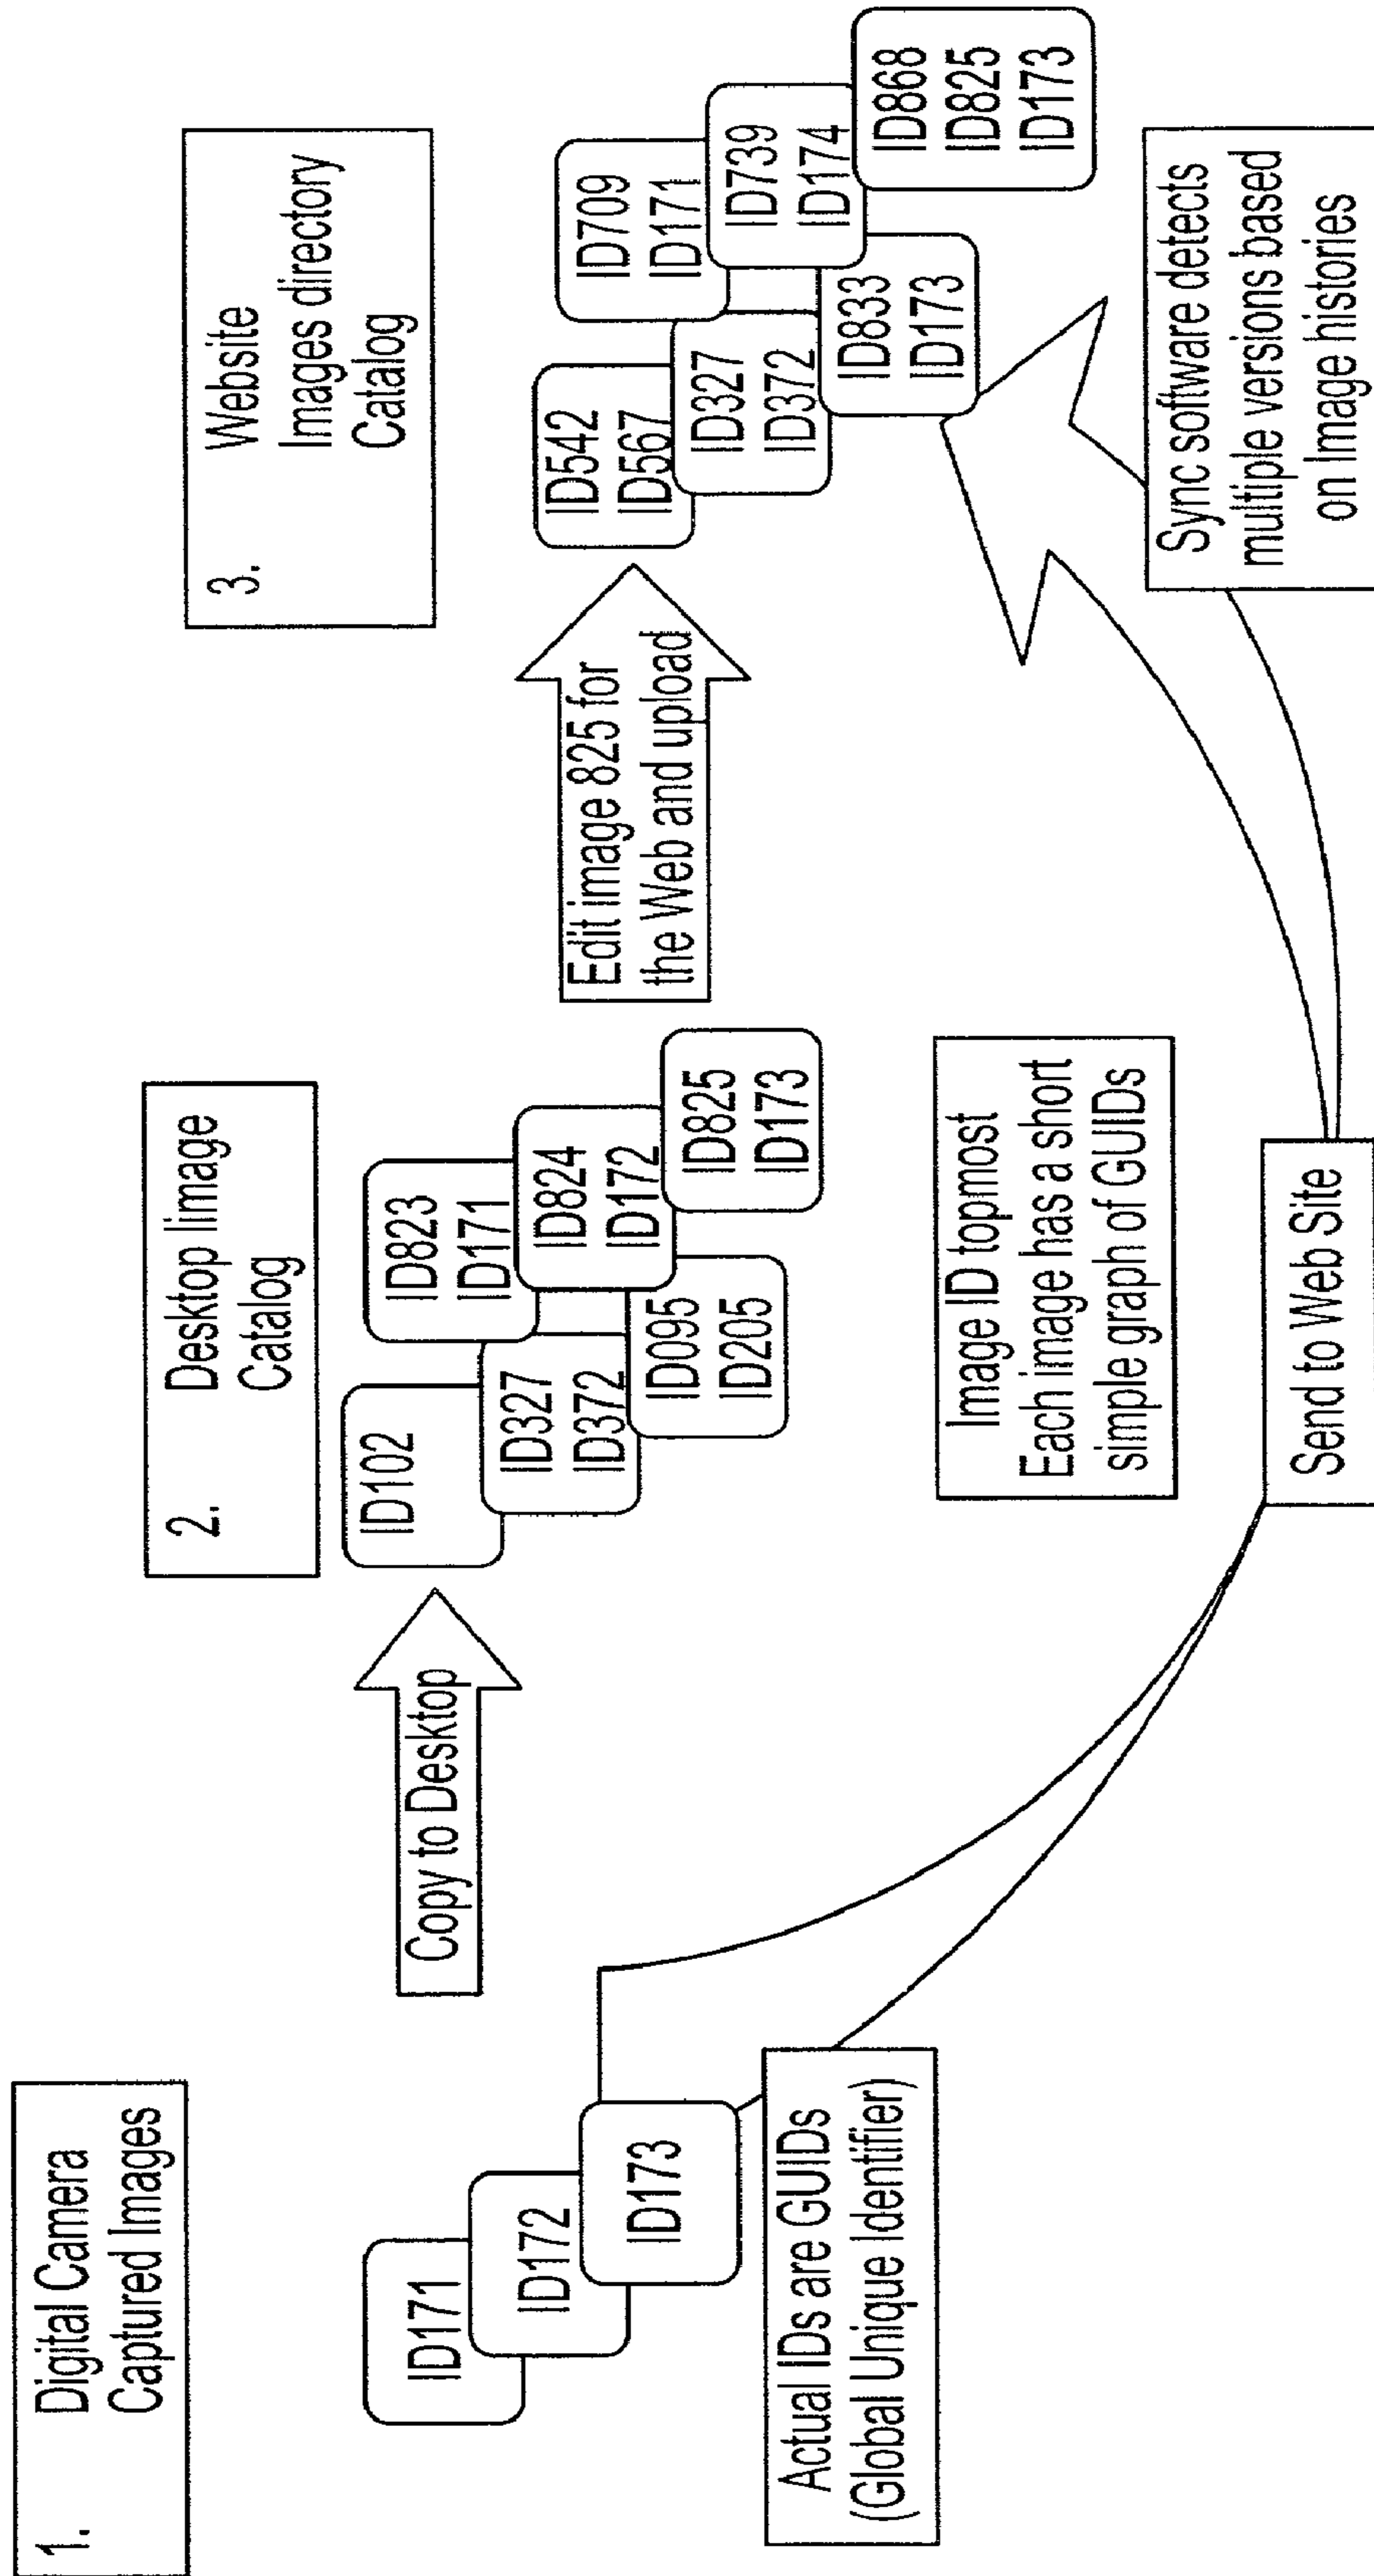 1. Digital Camera
Captured Images
ID171
ID172
ID173
Actual IDs are GUIDs
(Global Unique Identifier)
Copy to Desktop
2. Desktop Iimage
Catalog
ID102
ID327
ID372
ID823
ID171
ID095
ID205
ID824
ID172
ID825
ID173
Image ID topmost
Each image has a short
simple graph of GUIDs
Send to Web Site
Edit image 825 for
the Web and upload
3. Website
Images directory
Catalog
ID542
ID567
ID327
ID372
ID709
ID171
ID833
ID173
ID739
ID174
ID868
ID825
ID173
Sync software detects
multiple versions based
on Image histories